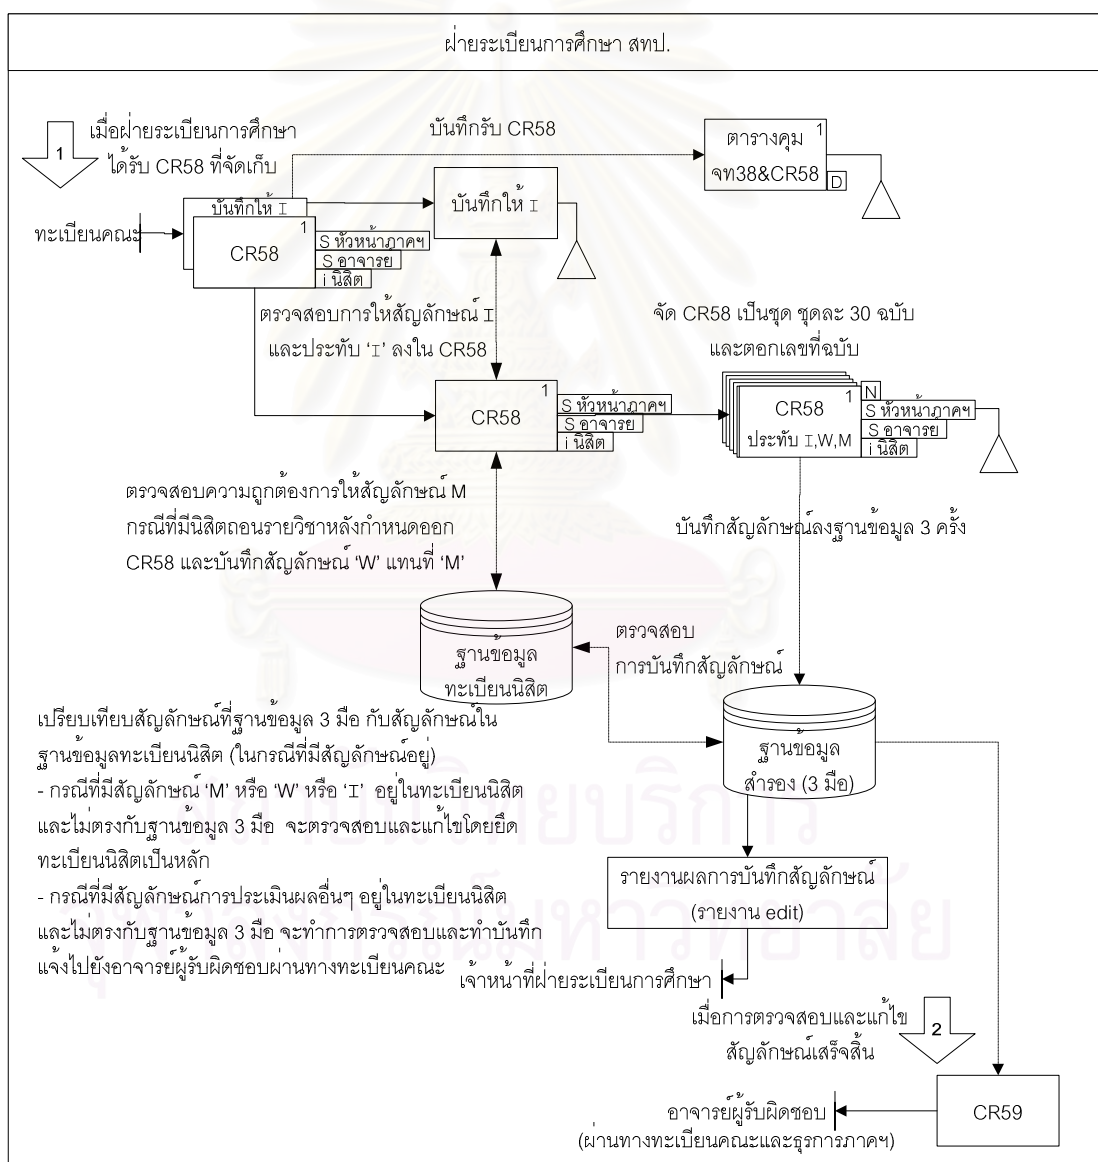 ฝ่ายระเบียนการศึกษา สทป.
1
เมื่อฝ่ายระเบียนการศึกษา
ได้รับ CR58 ที่จัดเก็บ
บันทึกรับ CR58
1
ตารางคุม
จท38&CR58
D
บันทึกให้ I
บันทึกให้ I
ทะเบียนคณะ
1
CR58
S หัวหน้าภาคฯ
S อาจารย
i นิสิต
ตรวจสอบการให้สัญลักษณ์ I
และประทับ ‘I’ ลงใน CR58
จัด CR58 เป็นชุด ชุดละ 30 ฉบับ
และตอกเลขที่ฉบับ
1
CR58
S หัวหน้าภาคฯ
S อาจารย
i นิสิต
N
1
CR58
ประทับ I,W,M
S หัวหน้าภาคฯ
S อาจารย
i นิสิต
ตรวจสอบความถูกต้องการให้สัญลักษณ์ M
กรณีที่มีนิสิตถอนรายวิชาหลังกำหนดออก
CR58 และบันทึกสัญลักษณ์ ‘W’ แทนที่ ‘M’
บันทึกสัญลักษณ์ลงฐานข้อมูล 3 ครั้ง
ฐานข้อมูล
ทะเบียนนิสิต
ตรวจสอบ
การบันทึกสัญลักษณ์
ฐานข้อมูล
สำรอง (3 มือ)
เปรียบเทียบสัญลักษณ์ที่ฐานข้อมูล 3 มือ กับสัญลักษณ์ใน
ฐานข้อมูลทะเบียนนิสิต (ในกรณีที่มีสัญลักษณ์อยู่)
- กรณีที่มีสัญลักษณ์ ‘M’ หรือ ‘W’ หรือ ‘I’ อยู่ในทะเบียนนิสิต
และไม่ตรงกับฐานข้อมูล 3 มือ จะตรวจสอบและแก้ไขโดยยึด
ทะเบียนนิสิตเป็นหลัก
- กรณีที่มีสัญลักษณ์การประเมินผลอื่นๆ อยู่ในทะเบียนนิสิต
และไม่ตรงกับฐานข้อมูล 3 มือ จะทำการตรวจสอบและทำบันทึก
แจ้งไปยังอาจารย์ผู้รับผิดชอบผ่านทางทะเบียนคณะ
รายงานผลการบันทึกสัญลักษณ์
(รายงาน edit)
เจ้าหน้าที่ฝ่ายระเบียนการศึกษา
เมื่อการตรวจสอบและแก้ไข
สัญลักษณ์เสร็จสิ้น
2
CR59
อาจารย์ผู้รับผิดชอบ
(ผ่านทางทะเบียนคณะและธุรการภาคฯ)
สถาบันวิทยบริการ
จุฬาลงกรณ์มหาวิทยาลัย